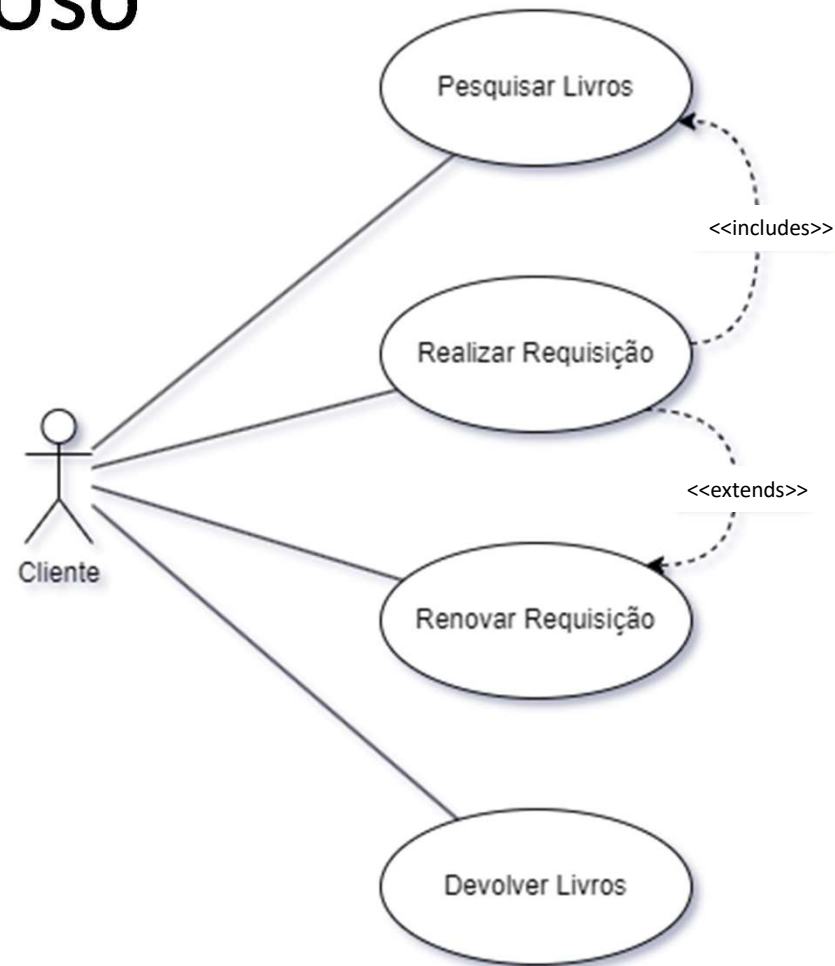 Uso
Pesquisar Livros
<<includes>>
Realizar Requisição
<<extends>>
Cliente
Renovar Requisição
Devolver Livros